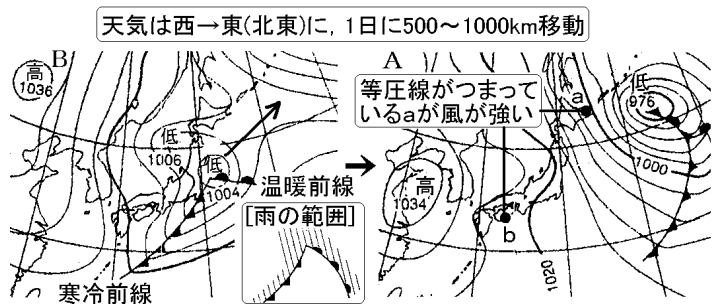 天気は西→東(北東)に，1日に500～1000km移動
B
高
1036
低
1006
低
1004
温暖前線
[雨の範囲]
寒冷前線
A
等圧線がつまって
いるaが風が強い
a
低
976
1000
高
1034
b
1020